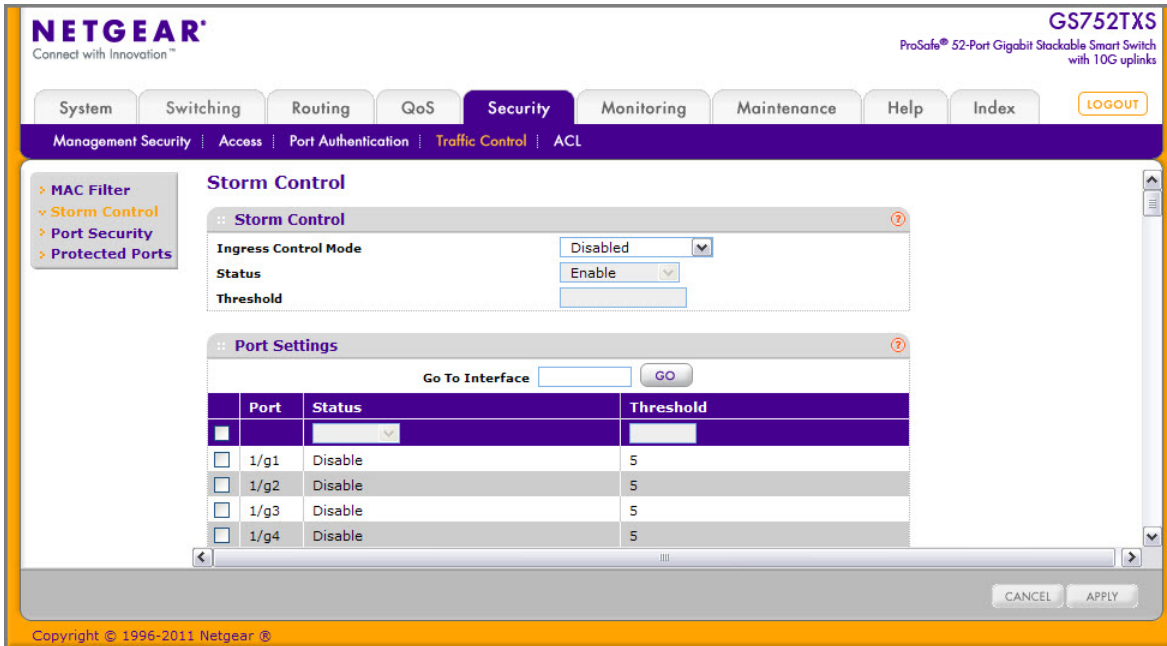 NETGEAR®
Connect with Innovation™
GS752TXS
ProSafe® 52-Port Gigabit Stackable Smart Switch
with 10G uplinks
System Switching Routing QoS Security Monitoring Maintenance Help Index LOGOUT
Management Security Access Port Authentication Traffic Control ACL
MAC Filter
Storm Control
Port Security
Protected Ports
Storm Control
Storm Control
Ingress Control Mode Disabled
Status Enable
Threshold
Port Settings
Go To Interface GO
Port Status Threshold
1/g1 Disable 5
1/g2 Disable 5
1/g3 Disable 5
1/g4 Disable 5
CANCEL APPLY
Copyright © 1996-2011 Netgear ®